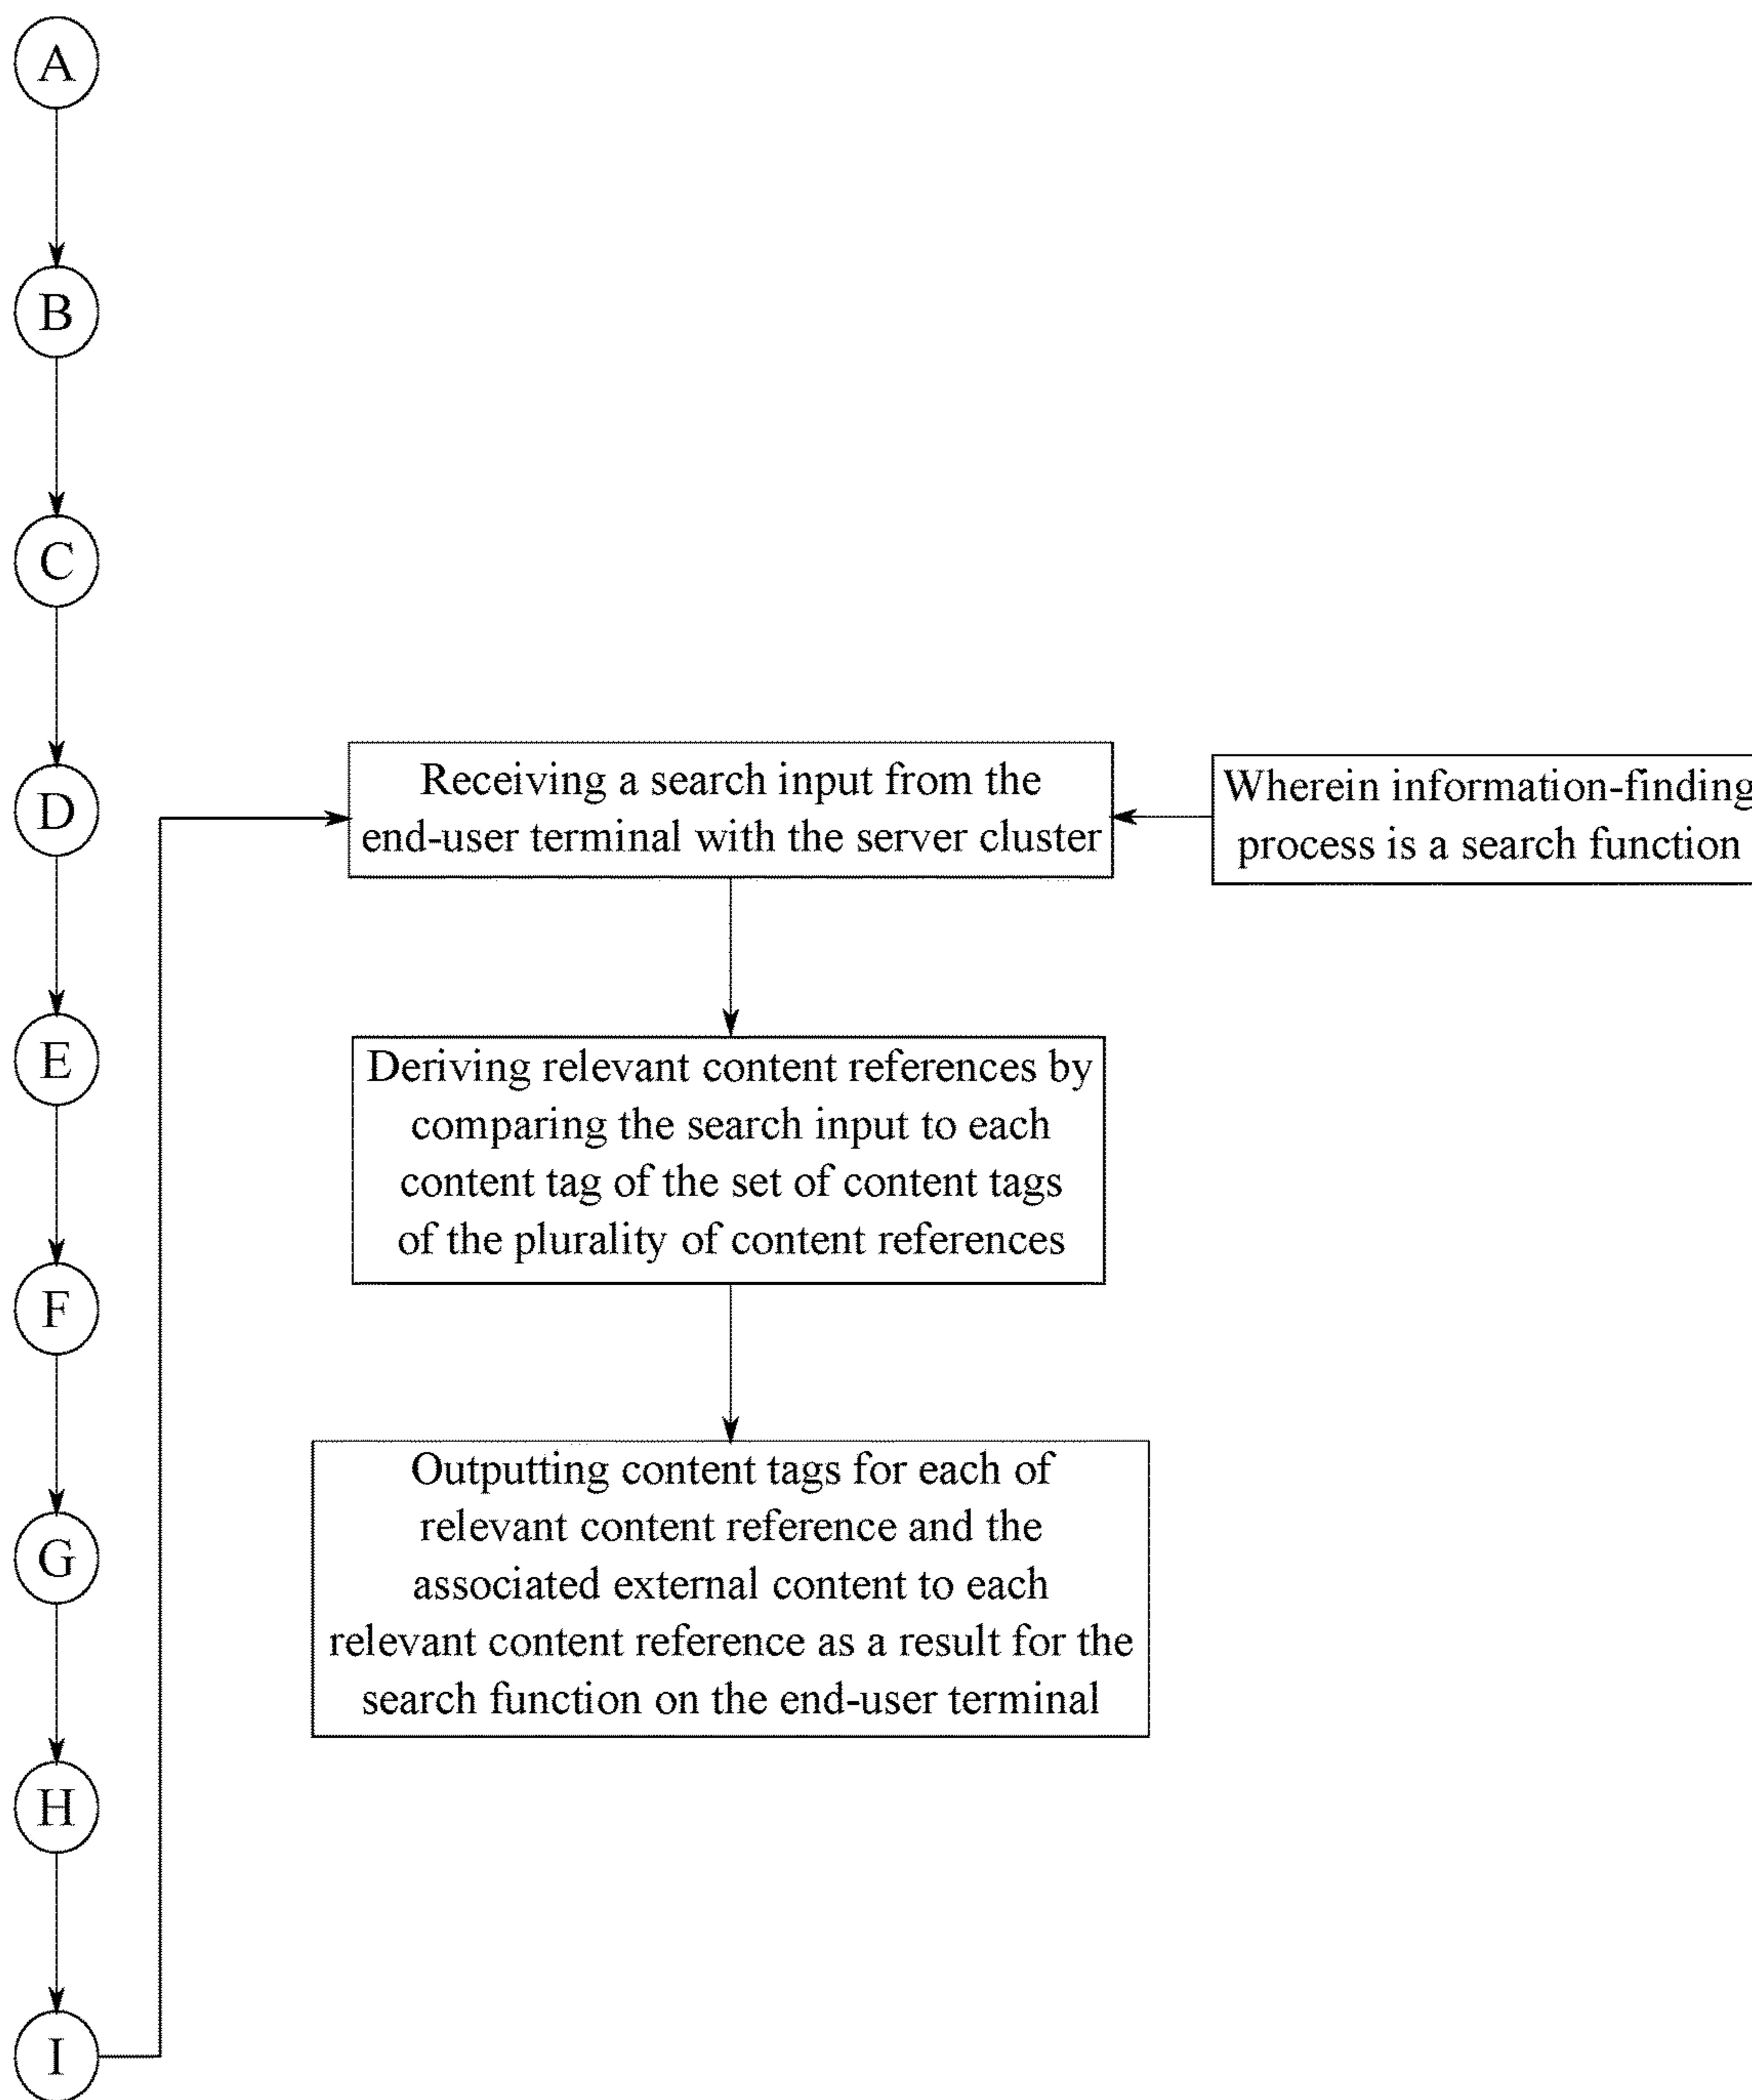 A
B
C
D
E
F
G
H
I
Receiving a search input from the
end-user terminal with the server cluster
Wherein information-finding
process is a search function
Deriving relevant content references by
comparing the search input to each
content tag of the set of content tags
of the plurality of content references
Outputting content tags for each of
relevant content reference and the
associated external content to each
relevant content reference as a result for the
search function on the end-user terminal